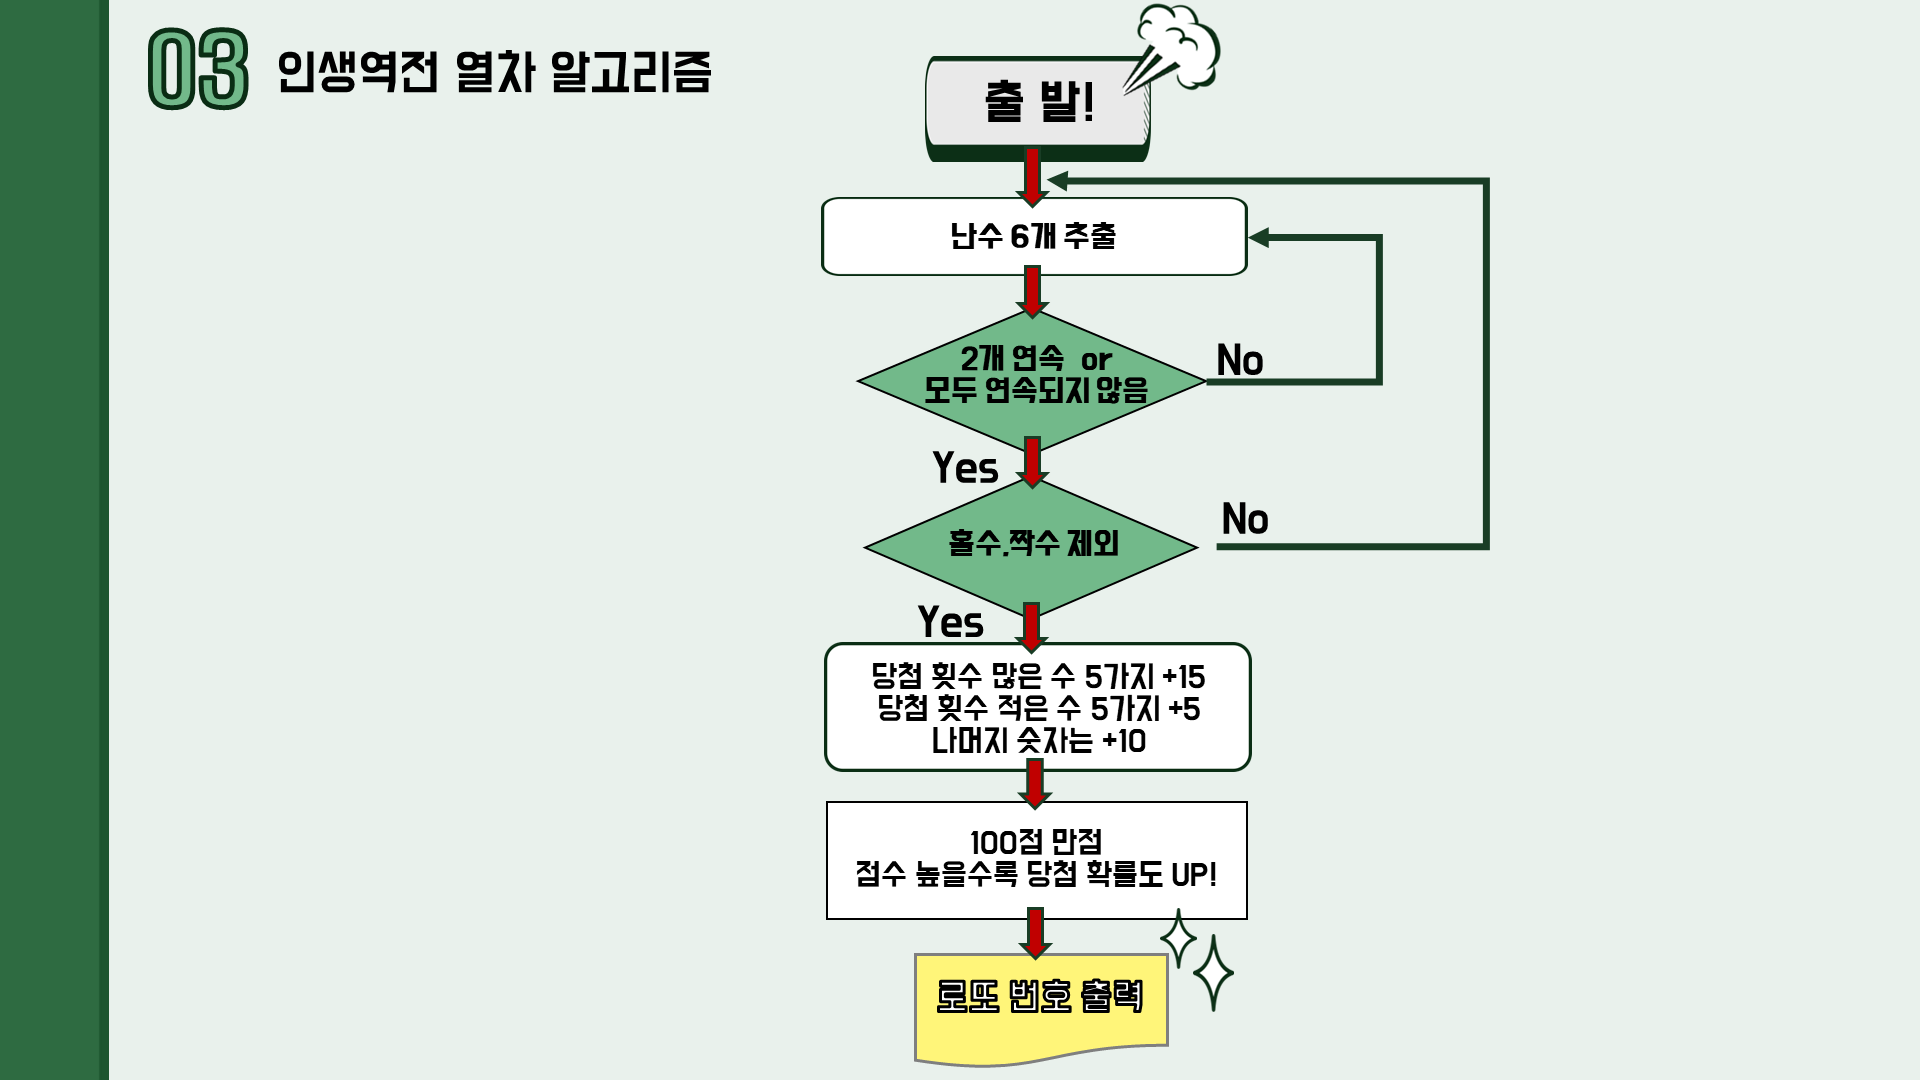 03 인생역전 열차 알고리즘
출 발!
난수 6개 추출
2개 연속 or
모두 연속되지 않음
No
Yes
홀수,짝수 제외
No
Yes
당첨 횟수 많은 수 5가지 +15
당첨 횟수 적은 수 5가지 +5
나머지 숫자는 +10
100점 만점
점수 높을수록 당첨 확률도 UP!
로또 번호 출력